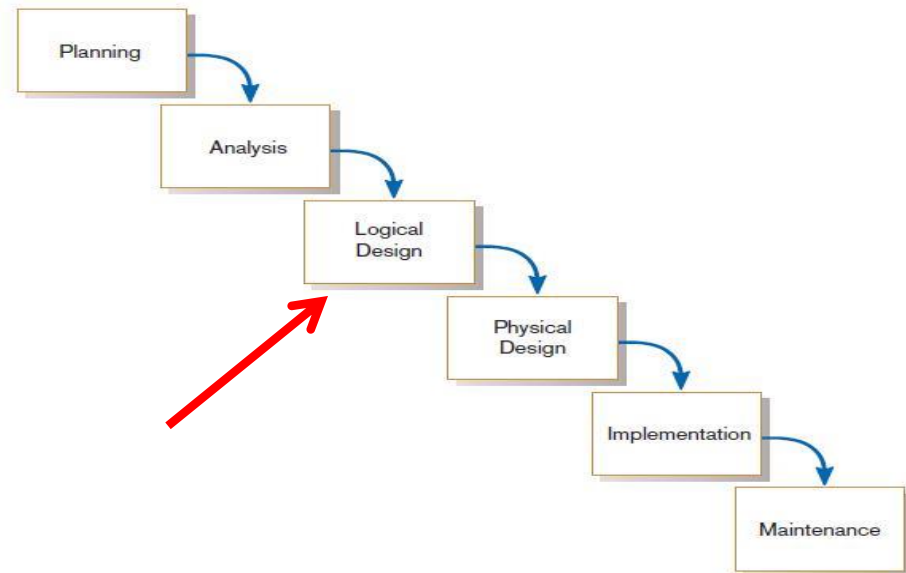 Planning
Analysis
Logical
Design
Physical
Design
Implementation
Maintenance